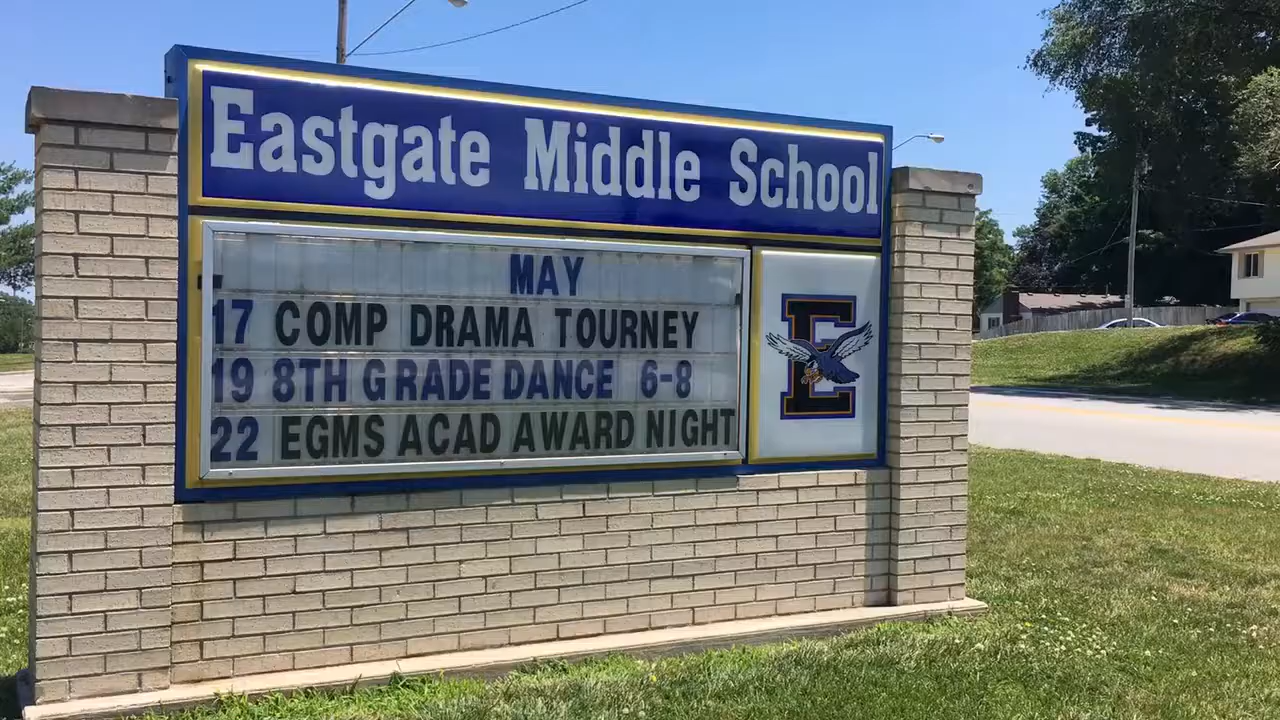 Eastgate Middle School
MAY
17 COMP DRAMA TOURNEY
19 8TH GRADE DANCE 6-8
22 EGMS ACAD AWARD NIGHT
E